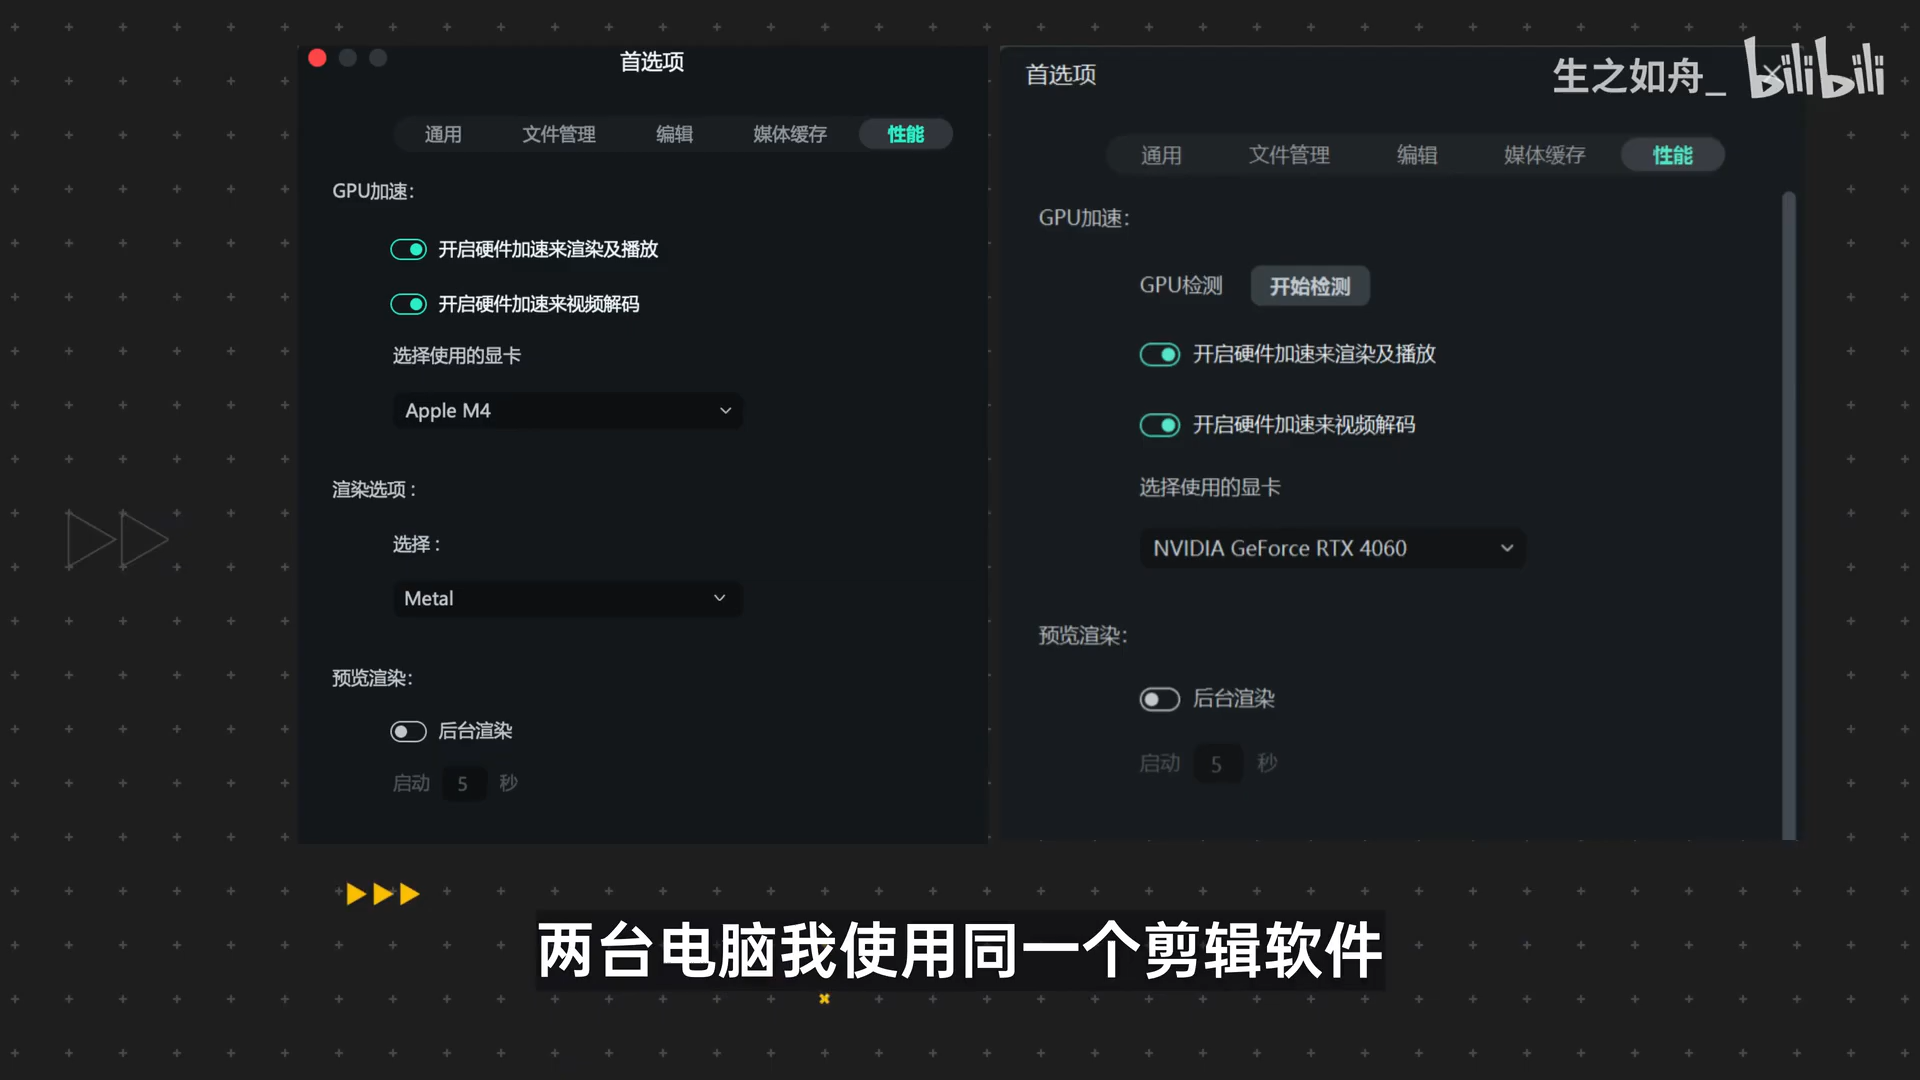 首选项
通用 文件管理 编辑 媒体缓存 性能
GPU加速:
开启硬件加速来渲染及播放
开启硬件加速来视频解码
选择使用的显卡
Apple M4
渲染选项:
选择:
Metal
预览渲染:
后台渲染
启动 5 秒
首选项
生之如舟_ bilibili
通用 文件管理 编辑 媒体缓存 性能
GPU加速:
GPU检测 开始检测
开启硬件加速来渲染及播放
开启硬件加速来视频解码
选择使用的显卡
NVIDIA GeForce RTX 4060
预览渲染:
后台渲染
启动 5 秒
两台电脑我使用同一个剪辑软件